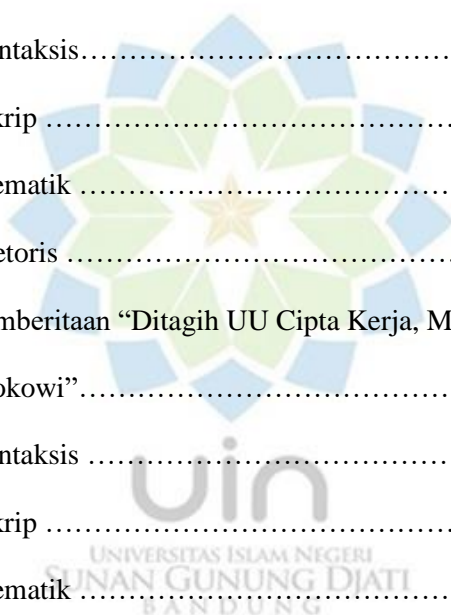 ntaksis……………………………………
krip ……………………………………
ematik …………………………………
etoris ……………………………………
mberitaan “Ditagih UU Cipta Kerja, M
okowi”……………………………………
ntaksis …………………………………
uin
krip ……………………………………
UNIVERSITAS ISLAM NEGERI
SUNAN GUNUNG DJATI
ematik …………………………………
BANDUNG